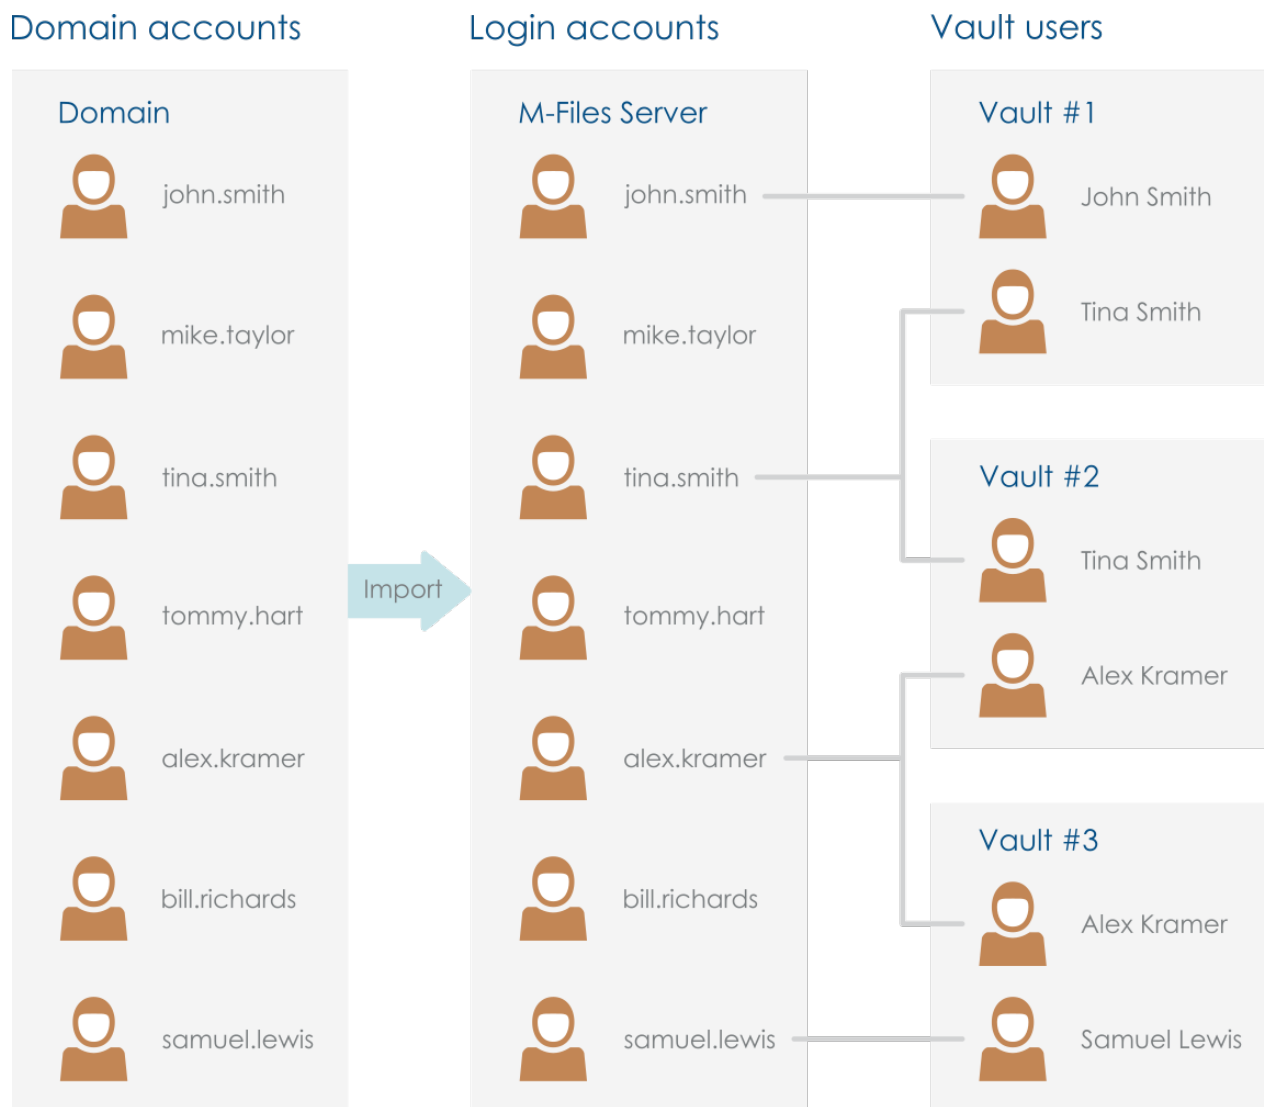 Domain accounts
Domain
john.smith
mike.taylor
tina.smith
tommy.hart
alex.kramer
bill.richards
samuel.lewis
Import
Login accounts
M-Files Server
john.smith
mike.taylor
tina.smith
tommy.hart
alex.kramer
bill.richards
samuel.lewis
Vault users
Vault #1
John Smith
Tina Smith
Vault #2
Tina Smith
Alex Kramer
Vault #3
Alex Kramer
Samuel Lewis